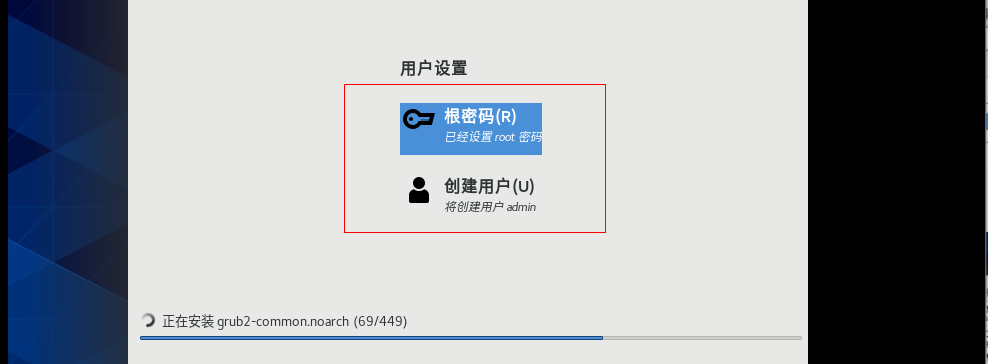 用户设置
根密码(R)
已经设置 root 密码
创建用户(U)
将创建用户 admin
正在安装 grub2-common.noarch (69/449)